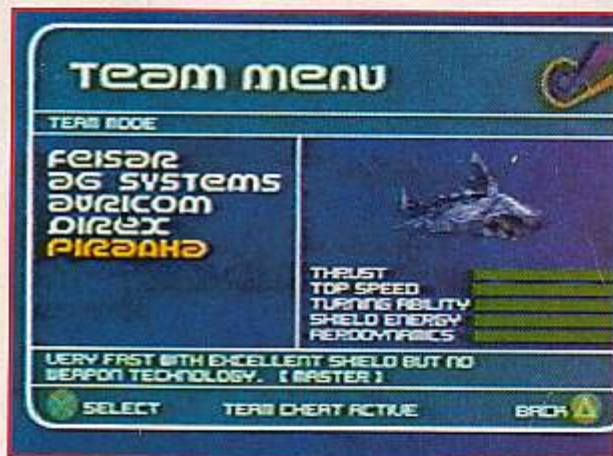 TEAM MENU
TEAM MODE
FEISAR
AG SYSTEMS
AURICOM
QIREX
PIRANHA
THRUST
TOP SPEED
TURNING ABILITY
SHIELD ENERGY
AERODYNAMICS
VERY FAST WITH EXCELLENT SHIELD BUT NO
WEAPON TECHNOLOGY. [ MASTER ]
SELECT TEAM CHEAT ACTIVE BACK